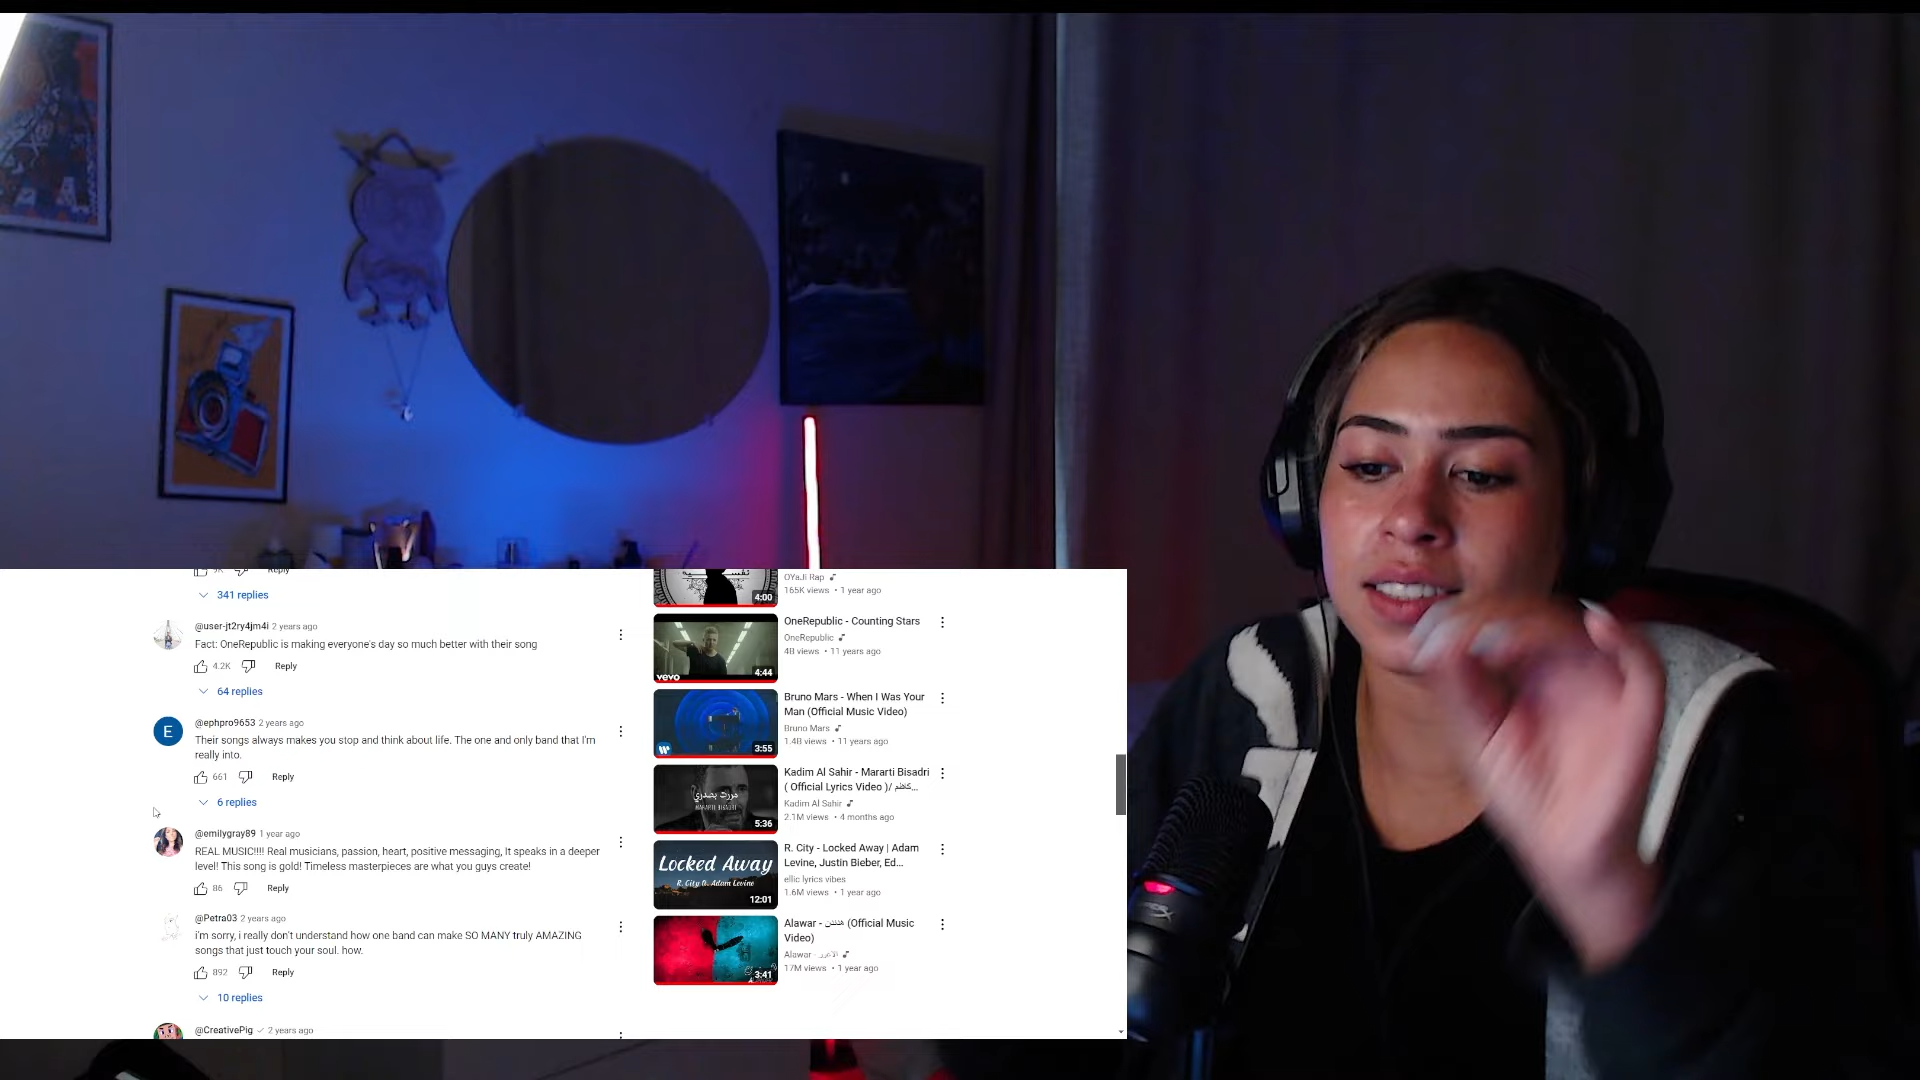 9K Reply
341 replies
@user-jt2ry4jm4i 2 years ago
Fact: OneRepublic is making everyone's day so much better with their song
4.2K Reply
64 replies
E
@ephpro9653 2 years ago
Their songs always makes you stop and think about life. The one and only band that I'm
really into.
661 Reply
6 replies
@emilygray89 1 year ago
REAL MUSIC!!!! Real musicians, passion, heart, positive messaging, It speaks in a deeper
level! This song is gold! Timeless masterpieces are what you guys create!
86 Reply
@Petra03 2 years ago
i'm sorry, i really don't understand how one band can make SO MANY truly AMAZING
songs that just touch your soul. how.
892 Reply
10 replies
@CreativePig 2 years ago
4:00
OYaJi Rap
165K views • 1 year ago
vevo
4:44
OneRepublic - Counting Stars
OneRepublic
4B views • 11 years ago
3:55
Bruno Mars - When I Was Your
Man (Official Music Video)
Bruno Mars
1.4B views • 11 years ago
مررت بصدري
MARARTE BISADRI
5:36
Kadim Al Sahir - Mararti Bisadri
( Official Lyrics Video )/ كاظم...
Kadim Al Sahir
2.1M views • 4 months ago
LOCKED AWAY
R. City ft. Adam Levine
12:01
R. City - Locked Away | Adam
Levine, Justin Bieber, Ed...
ellic lyrics vibes
1.6M views • 1 year ago
3:41
Alawar - (Official Music
Video)
Alawar -
17M views • 1 year ago